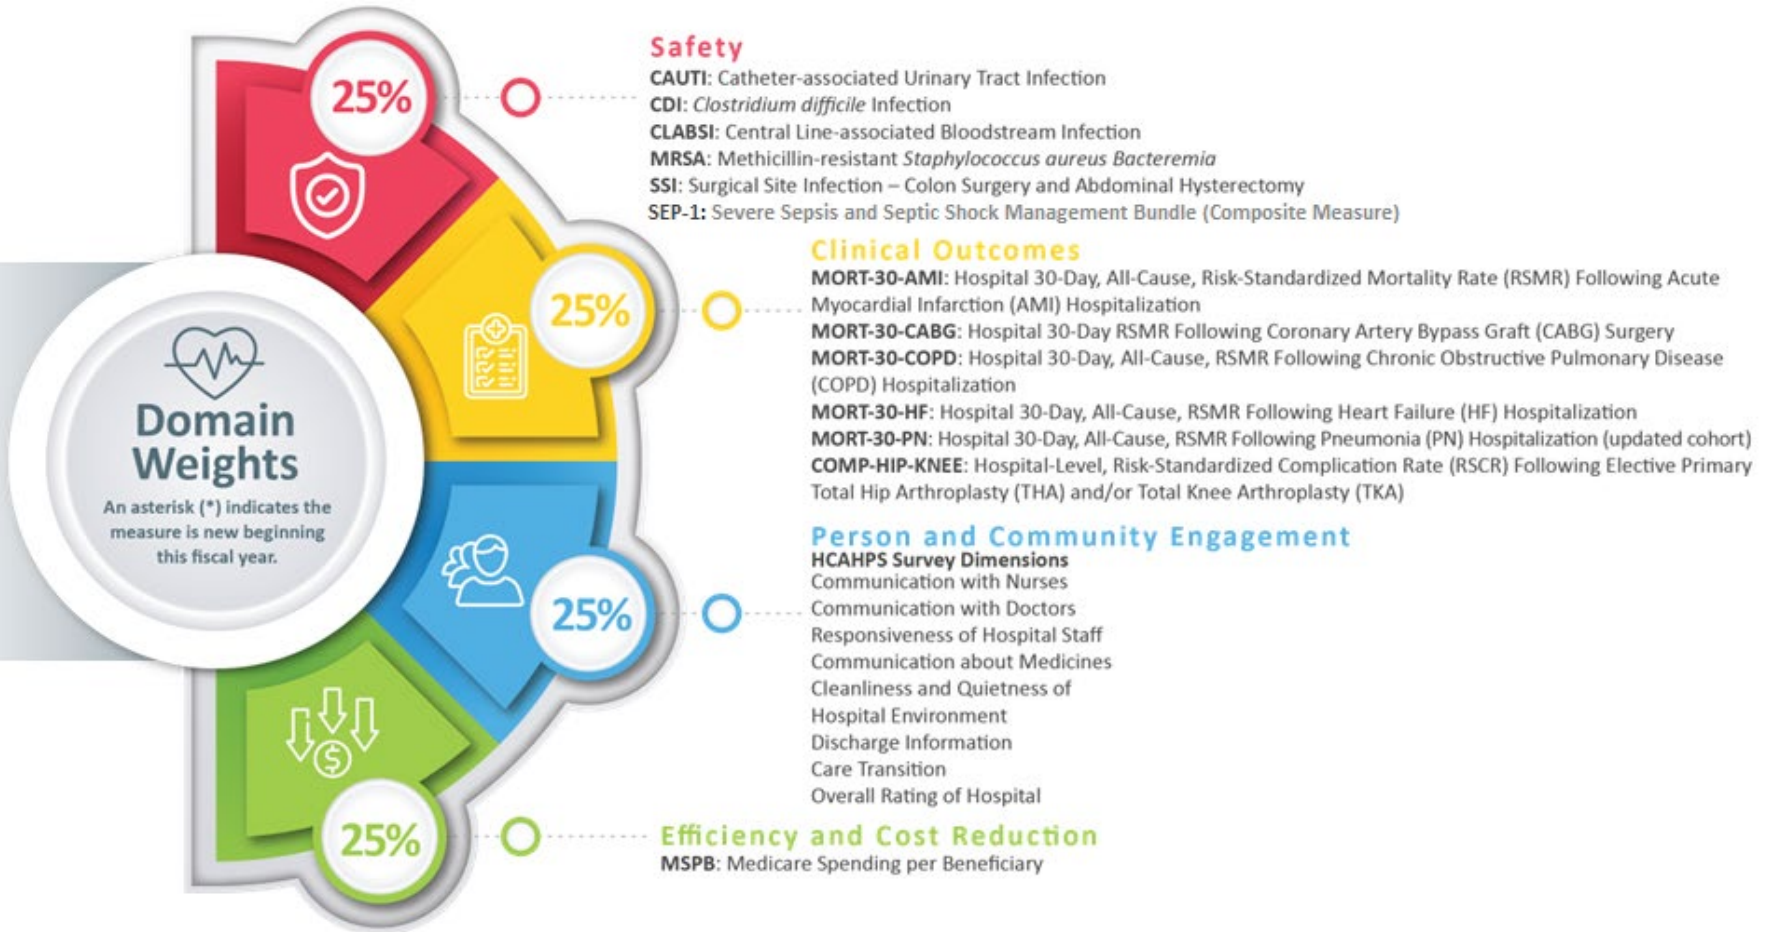 25%
Safety
CAUTI: Catheter-associated Urinary Tract Infection
CDI: Clostridium difficile Infection
CLABSI: Central Line-associated Bloodstream Infection
MRSA: Methicillin-resistant Staphylococcus aureus Bacteremia
SSI: Surgical Site Infection – Colon Surgery and Abdominal Hysterectomy
SEP-1: Severe Sepsis and Septic Shock Management Bundle (Composite Measure)
25%
Clinical Outcomes
MORT-30-AMI: Hospital 30-Day, All-Cause, Risk-Standardized Mortality Rate (RSMR) Following Acute
Myocardial Infarction (AMI) Hospitalization
MORT-30-CABG: Hospital 30-Day RSMR Following Coronary Artery Bypass Graft (CABG) Surgery
MORT-30-COPD: Hospital 30-Day, All-Cause, RSMR Following Chronic Obstructive Pulmonary Disease
(COPD) Hospitalization
MORT-30-HF: Hospital 30-Day, All-Cause, RSMR Following Heart Failure (HF) Hospitalization
MORT-30-PN: Hospital 30-Day, All-Cause, RSMR Following Pneumonia (PN) Hospitalization (updated cohort)
COMP-HIP-KNEE: Hospital-Level, Risk-Standardized Complication Rate (RSCR) Following Elective Primary
Total Hip Arthroplasty (THA) and/or Total Knee Arthroplasty (TKA)
Domain
Weights
An asterisk (*) indicates the
measure is new beginning
this fiscal year.
25%
Person and Community Engagement
HCAHPS Survey Dimensions
Communication with Nurses
Communication with Doctors
Responsiveness of Hospital Staff
Communication about Medicines
Cleanliness and Quietness of
Hospital Environment
Discharge Information
Care Transition
Overall Rating of Hospital
25%
Efficiency and Cost Reduction
MSPB: Medicare Spending per Beneficiary
$